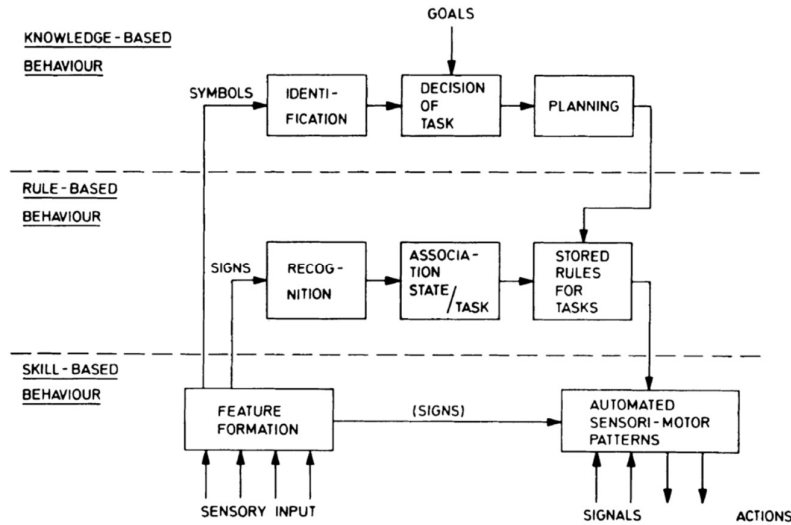 GOALS
KNOWLEDGE-BASED
BEHAVIOUR
SYMBOLS
IDENTI-
FICATION
DECISION
OF
TASK
PLANNING
RULE-BASED
BEHAVIOUR
SIGNS
RECOG-
NITION
ASSOCIA-
TION
STATE
/TASK
STORED
RULES
FOR
TASKS
SKILL-BASED
BEHAVIOUR
FEATURE
FORMATION
(SIGNS)
AUTOMATED
SENSORI-MOTOR
PATTERNS
SENSORY INPUT
SIGNALS
ACTIONS